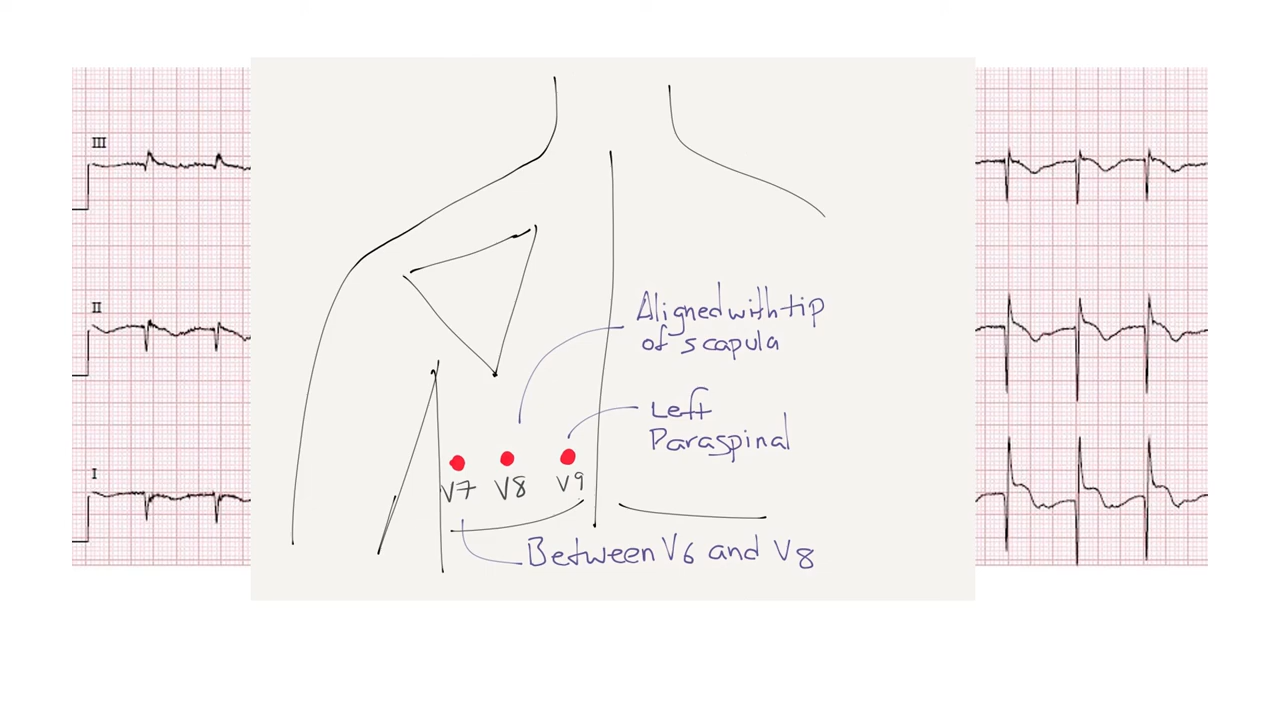 III
II
I
Aligned with tip
of scapula
Left
Paraspinal
V7 V8 V9
Between V6 and V8